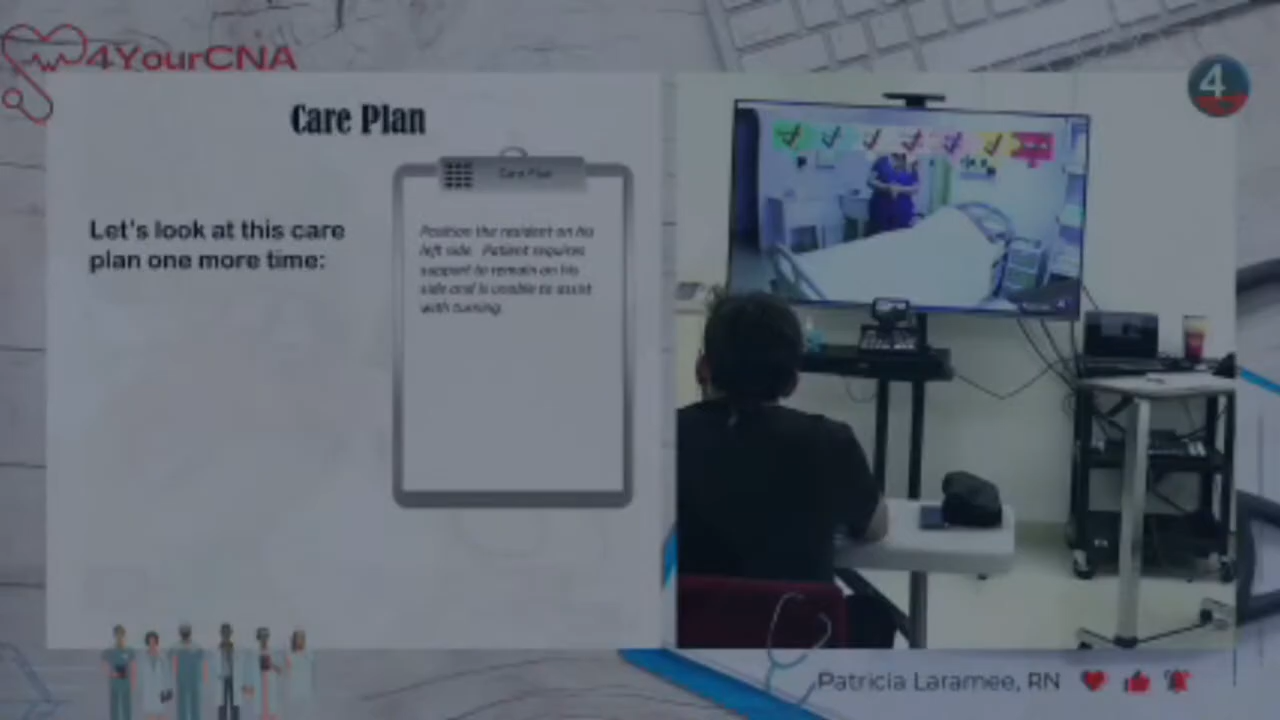 4YourCNA
4
Care Plan
Care Plan
Let's look at this care
plan one more time:
Position the resident on his
left side. Patient requires
support to remain on his
side and is unable to assist
with turning.
Patricia Laramee, RN